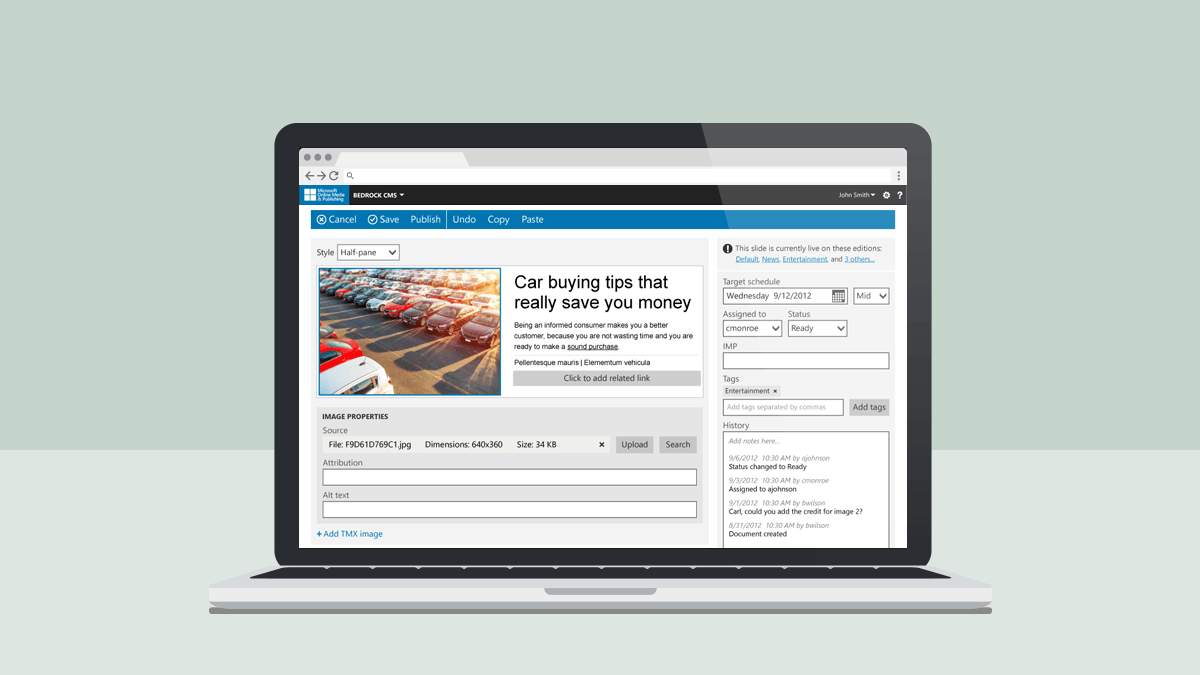 Microsoft
Online Media
& Publishing
BEDROCK CMS
John Smith
?
Cancel
Save
Publish
Undo
Copy
Paste
Style
Half-pane
Car buying tips that
really save you money
Being an informed consumer makes you a better
customer, because you are not wasting time and you are
ready to make a sound purchase.
Pellentesque mauris | Elememtum vehicula
Click to add related link
IMAGE PROPERTIES
Source
File: F9D61D769C1.jpg Dimensions: 640x360 Size: 34 KB ×
Upload
Search
Attribution
Alt text
+ Add TMX image
This slide is currently live on these editions:
Default, News, Entertainment, and 3 others...
Target schedule
Wednesday 9/12/2012
Mid
Assigned to
cmonroe
Status
Ready
IMP
Tags
Entertainment ×
Add tags separated by commas
Add tags
History
Add notes here...
9/6/2012 10:30 AM by ajohnson
Status changed to Ready
9/3/2012 10:30 AM by cmonroe
Assigned to ajohnson
9/1/2012 10:30 AM by bwilson
Carl, could you add the credit for image 2?
8/31/2012 10:30 AM by bwilson
Document created